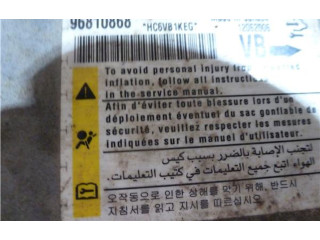 96810868 "HC6VB1KEG" 12062006
VB
To avoid personal injury
inflation, follow all instructions
in the service manual.
Afin d'éviter toute blessure lors d'un
déploiement éventuel du sac gonflable de
sécurité, veuillez respecter les mesures
indiquées sur le manuel d'utilisateur.
لتجنب الإصابة بالضرر بسبب كيس
الهواء اتبع جميع التعليمات في كتيب التعليمات.
오작동으로 인한 상해를 막기 위해, 반드시
지침서를 읽고 지시를 따르십시오